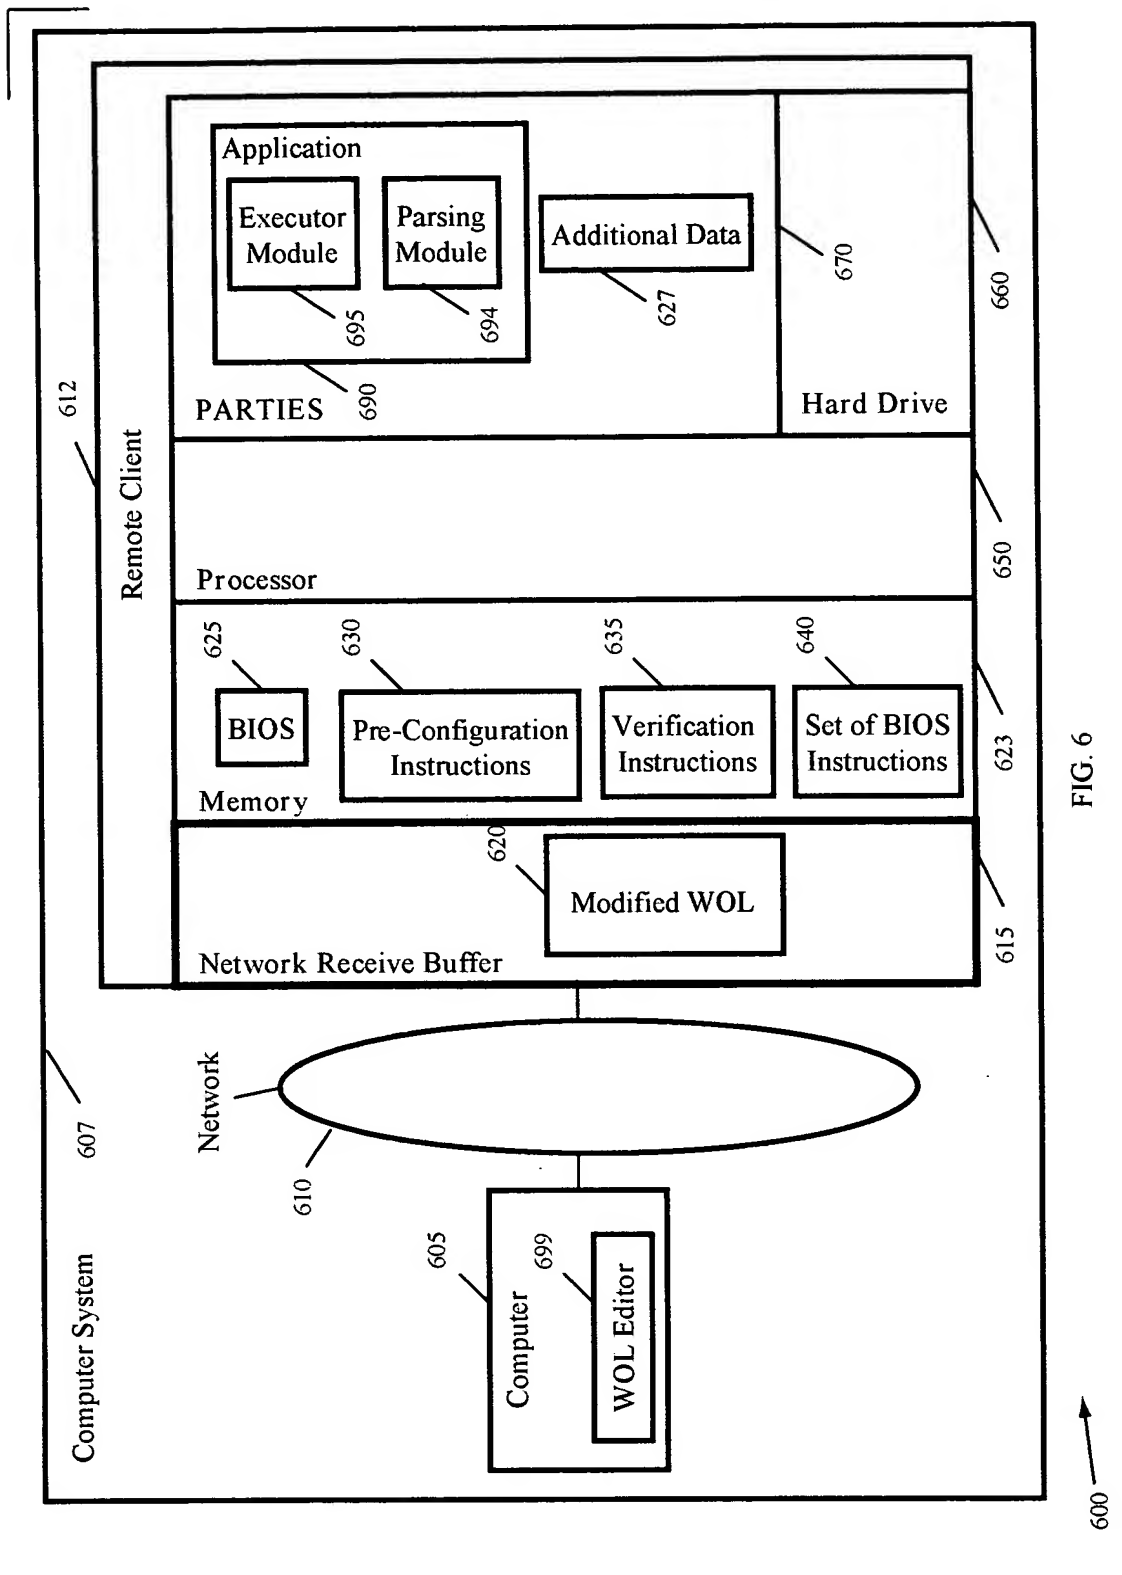 Computer System
607
Computer
605
WOL Editor
699
Network
610
Remote Client
612
Network Receive Buffer
615
Modified WOL
620
Memory
623
BIOS
625
Pre-Configuration
Instructions
630
Verification
Instructions
635
Set of BIOS
Instructions
640
Processor
650
PARTIES
670
Application
690
Executor
Module
695
Parsing
Module
694
Additional Data
627
Hard Drive
660
FIG. 6
600